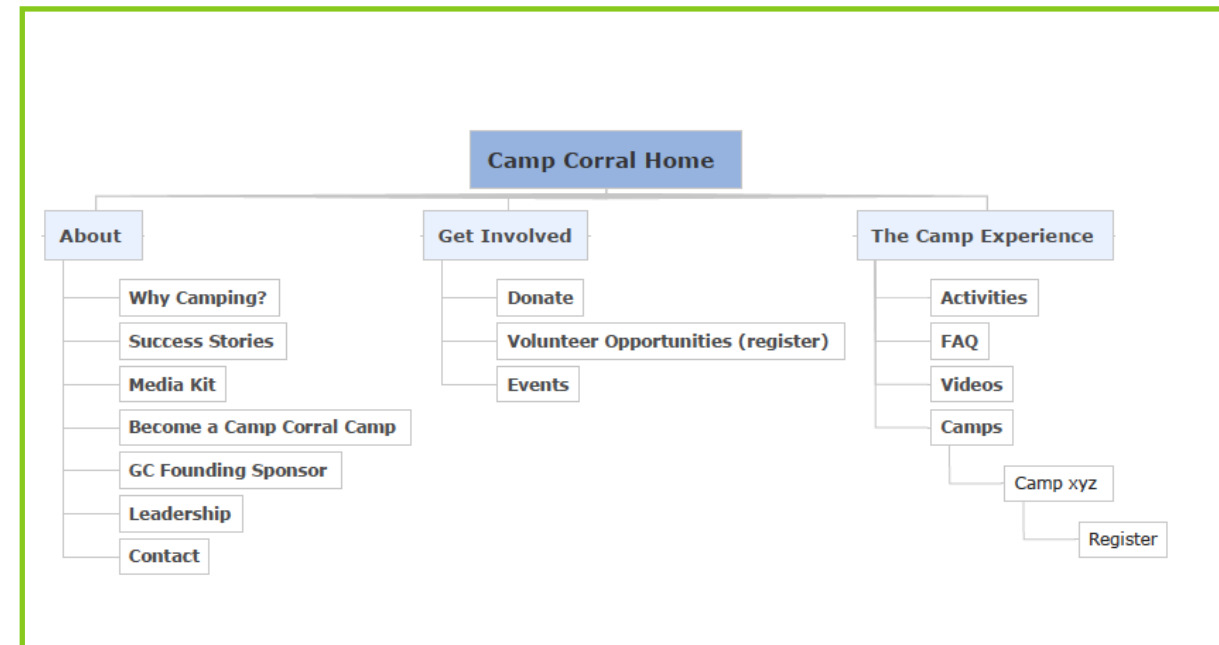 Camp Corral Home
About
Why Camping?
Success Stories
Media Kit
Become a Camp Corral Camp
GC Founding Sponsor
Leadership
Contact
Get Involved
Donate
Volunteer Opportunities (register)
Events
The Camp Experience
Activities
FAQ
Videos
Camps
Camp xyz
Register